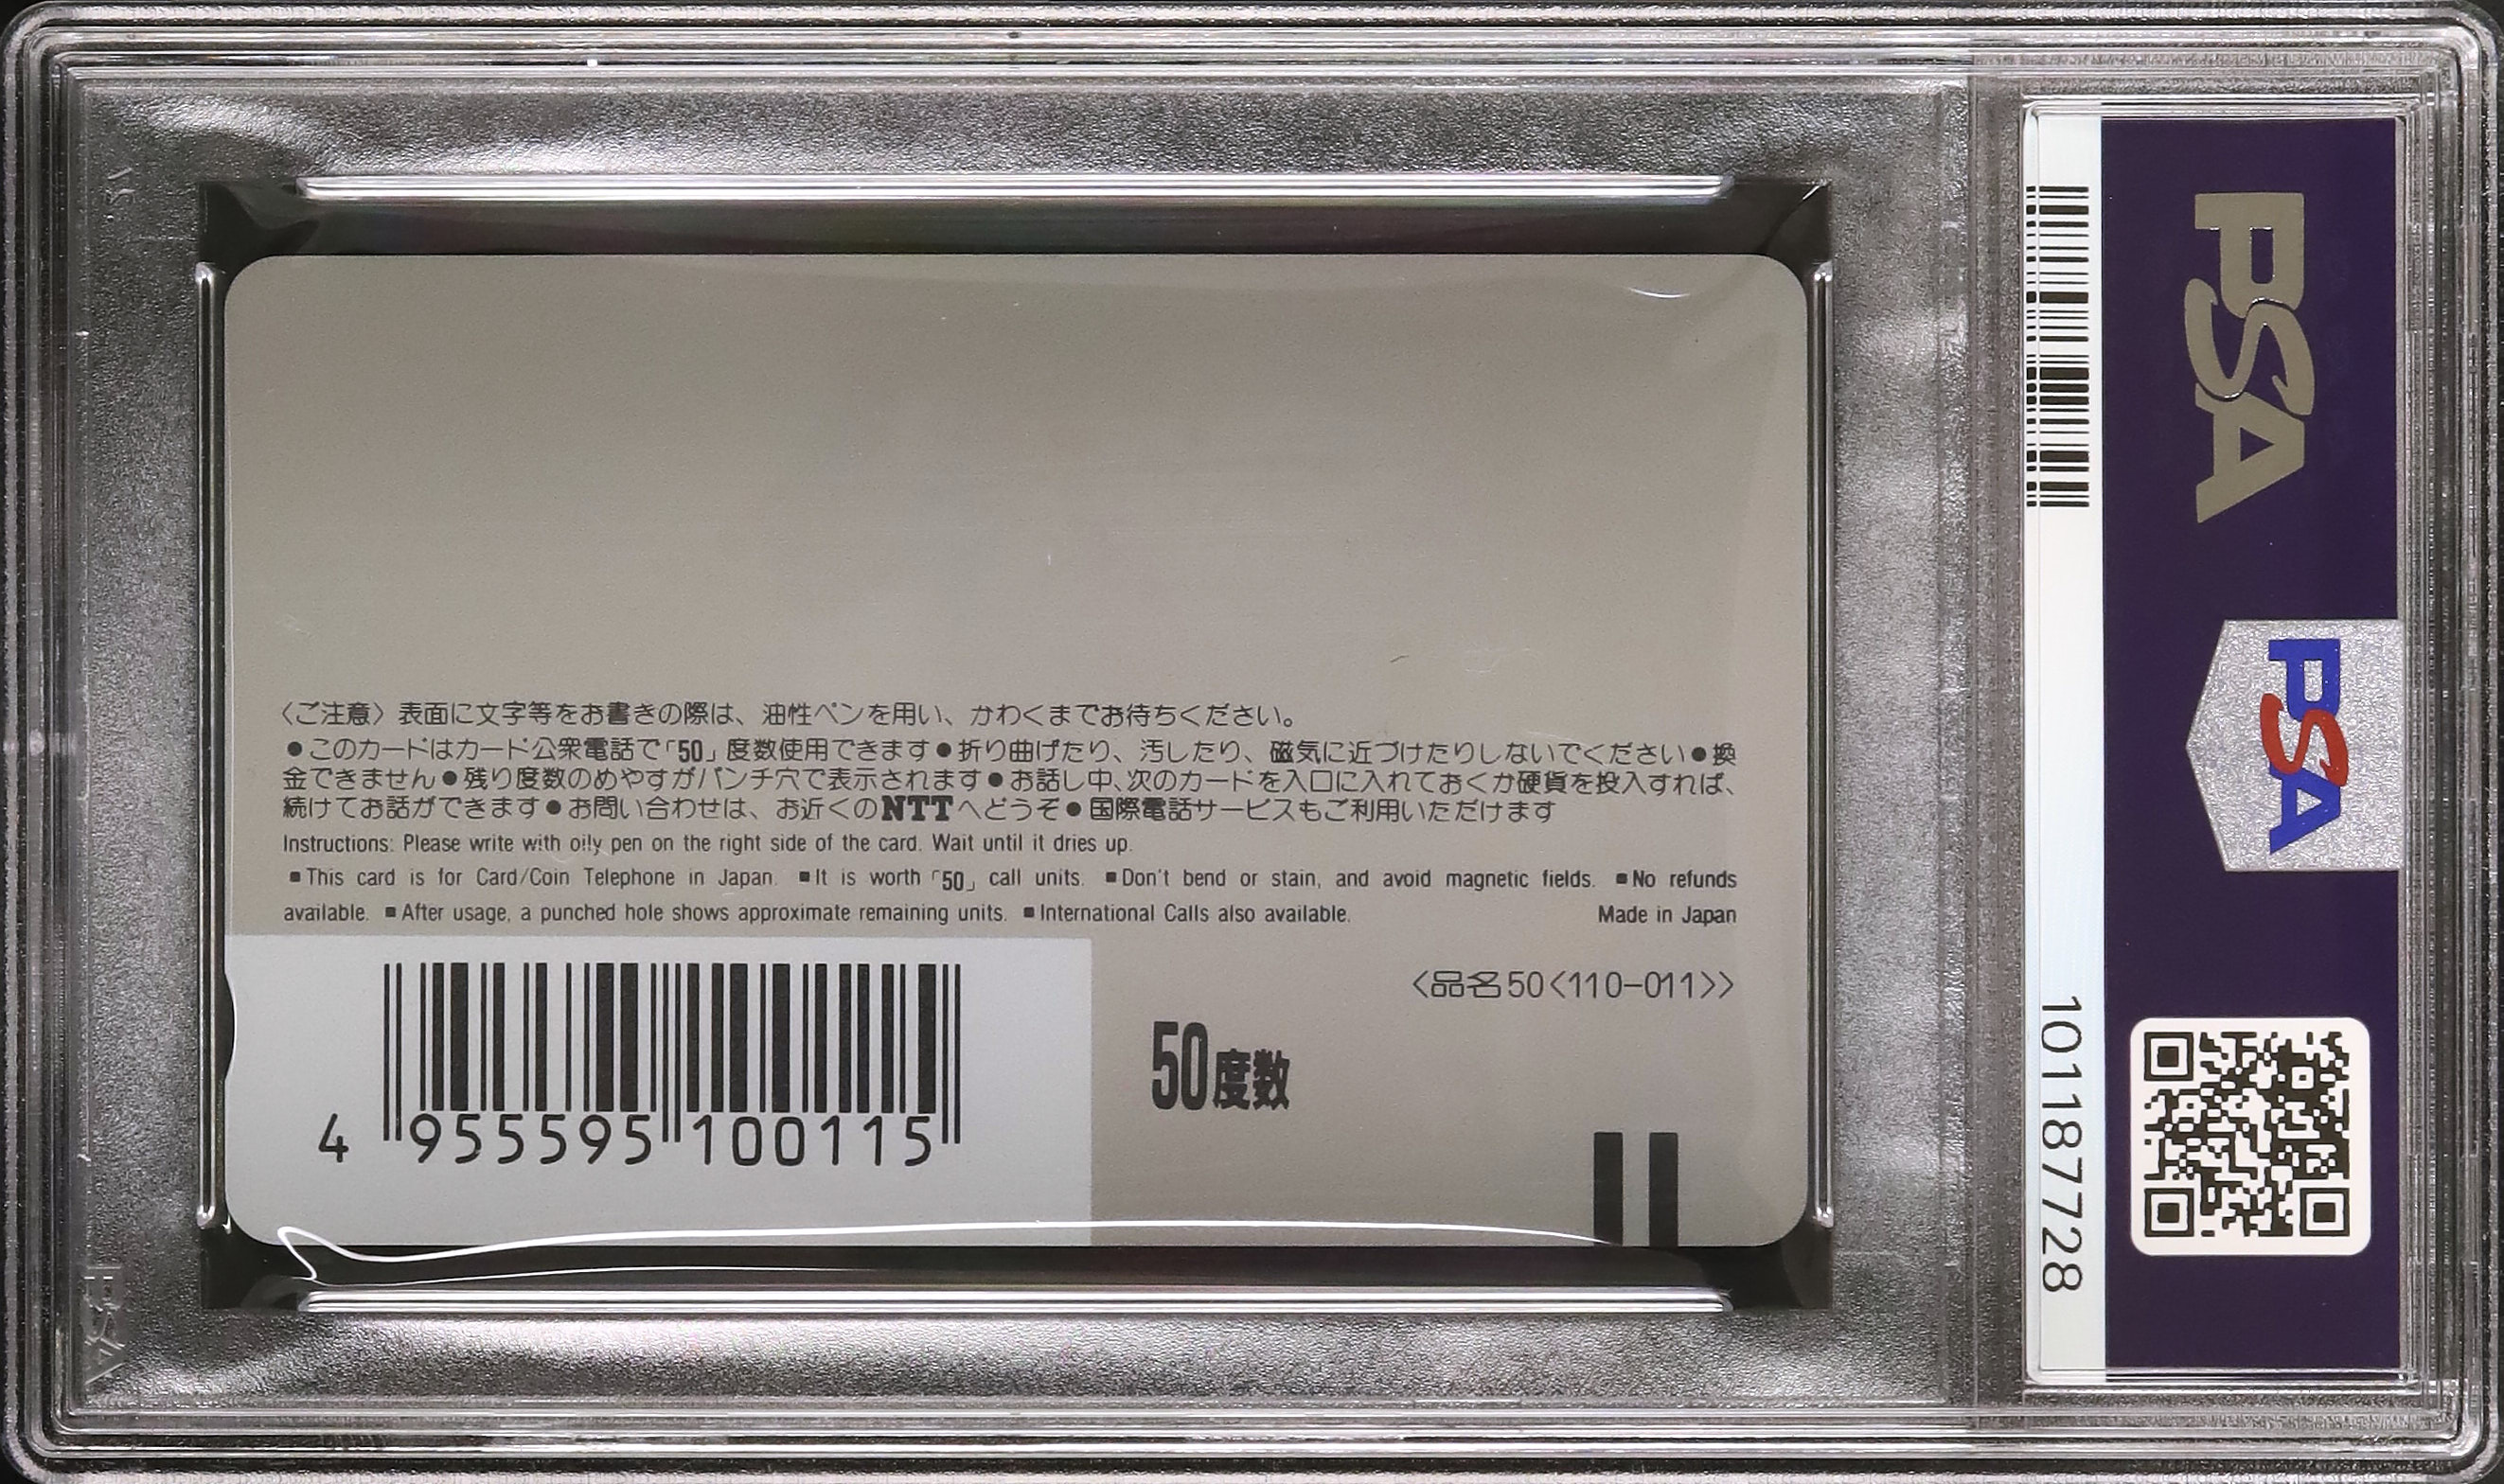 〈ご注意〉表面に文字等をお書きの際は、油性ペンを用い、かわくまでお待ちください。
●このカードはカード公衆電話で「50」度数使用できます●折り曲げたり、汚したり、磁気に近づけたりしないでください●換
金できません●残り度数のめやすがパンチ穴で表示されます●お話し中、次のカードを入口に入れておくか硬貨を投入すれば、
続けてお話ができます●お問い合わせは、お近くのNTTへどうぞ●国際電話サービスもご利用いただけます
Instructions: Please write with oily pen on the right side of the card. Wait until it dries up.
■This card is for Card/Coin Telephone in Japan. ■It is worth「50」call units. ■Don't bend or stain, and avoid magnetic fields. ■No refunds
available. ■After usage, a punched hole shows approximate remaining units. ■International Calls also available. Made in Japan
<品名50<110-011>>
50度数
4 955595 100115
PSA
PSA
101187728
PSA